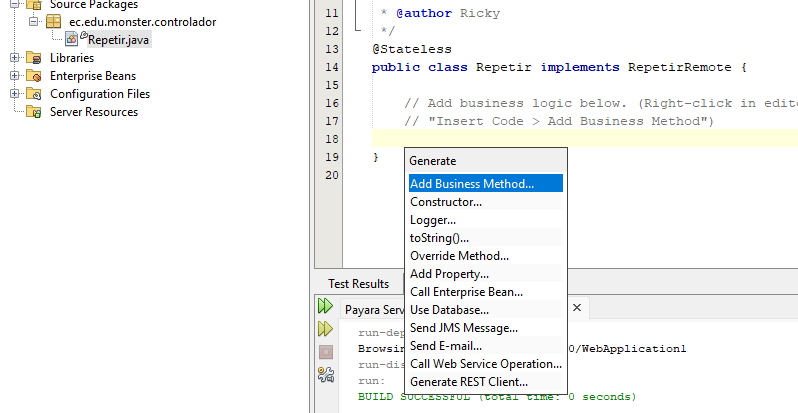 Source Packages
ec.edu.monster.controlador
Repetir.java
Libraries
Enterprise Beans
Configuration Files
Server Resources
11 * @author Ricky
12 */
13 @Stateless
14 public class Repetir implements RepetirRemote {
15
16 // Add business logic below. (Right-click in edit
17 // "Insert Code > Add Business Method")
18
19 }
20
Generate
Add Business Method...
Constructor...
Logger...
toString()...
Override Method...
Add Property...
Call Enterprise Bean...
Use Database...
Send JMS Message...
Send E-mail...
Call Web Service Operation...
Generate REST Client...
Test Results
Payara Serv
run-dep
Browsin 0/WebApplication1
run-dis
run:
BUILD SUCCESSFUL (total time: 0 seconds)